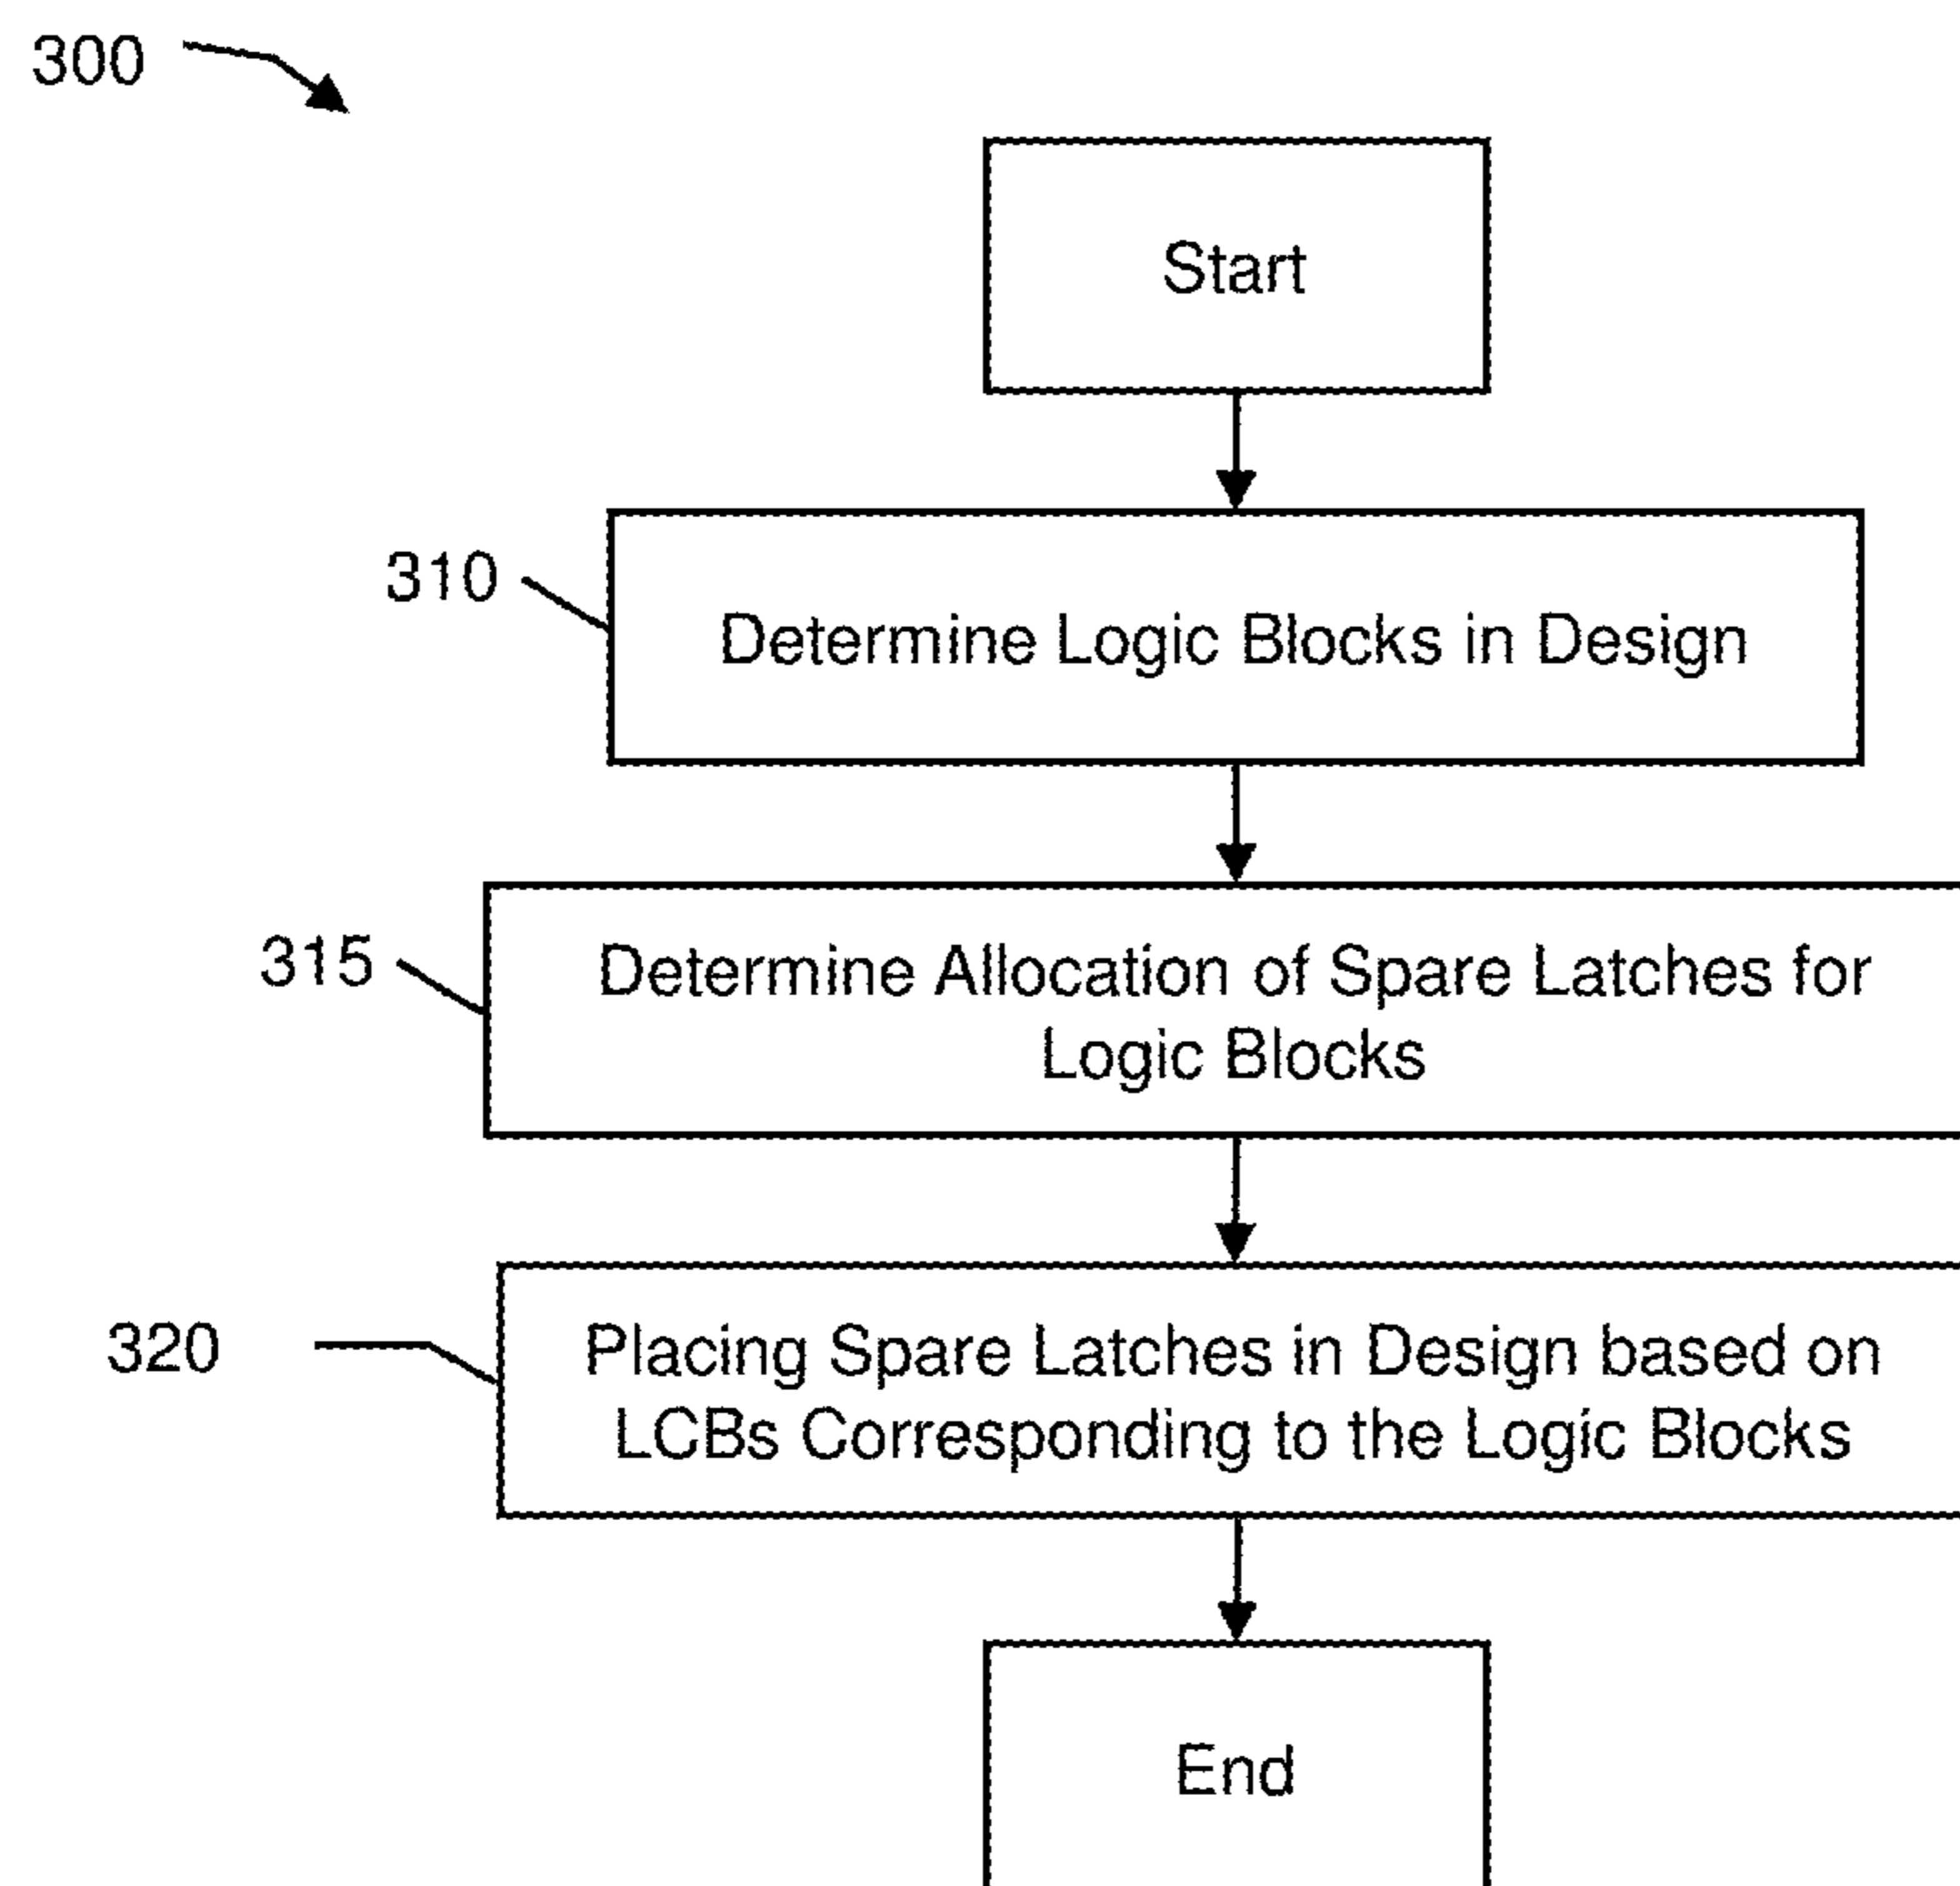 300
Start
310
Determine Logic Blocks in Design
315
Determine Allocation of Spare Latches for
Logic Blocks
320
Placing Spare Latches in Design based on
LCBs Corresponding to the Logic Blocks
End